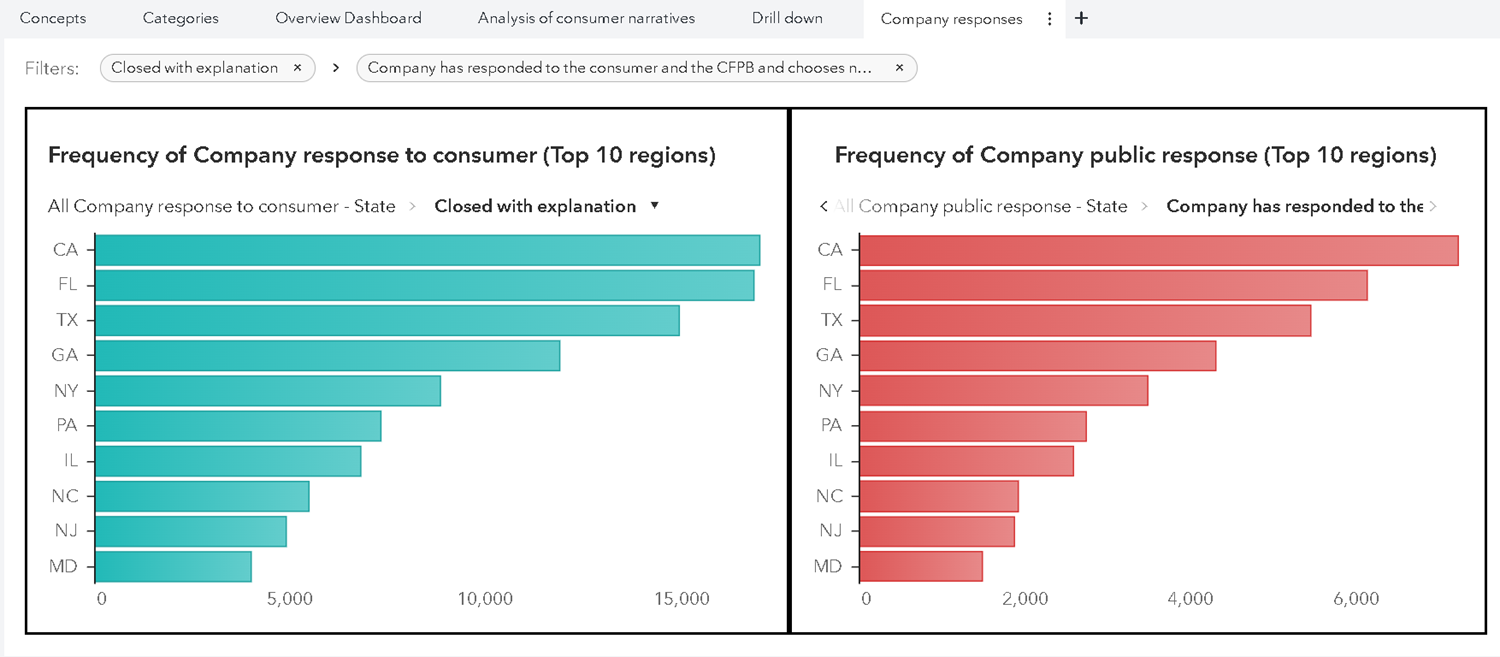 Concepts Categories Overview Dashboard Analysis of consumer narratives Drill down Company responses ⋮ +
Filters: Closed with explanation × > Company has responded to the consumer and the CFPB and chooses n... ×
Frequency of Company response to consumer (Top 10 regions)
All Company response to consumer - State > Closed with explanation ▼
CA
FL
TX
GA
NY
PA
IL
NC
NJ
MD
0 5,000 10,000 15,000
Frequency of Company public response (Top 10 regions)
< All Company public response - State > Company has responded to the >
CA
FL
TX
GA
NY
PA
IL
NC
NJ
MD
0 2,000 4,000 6,000